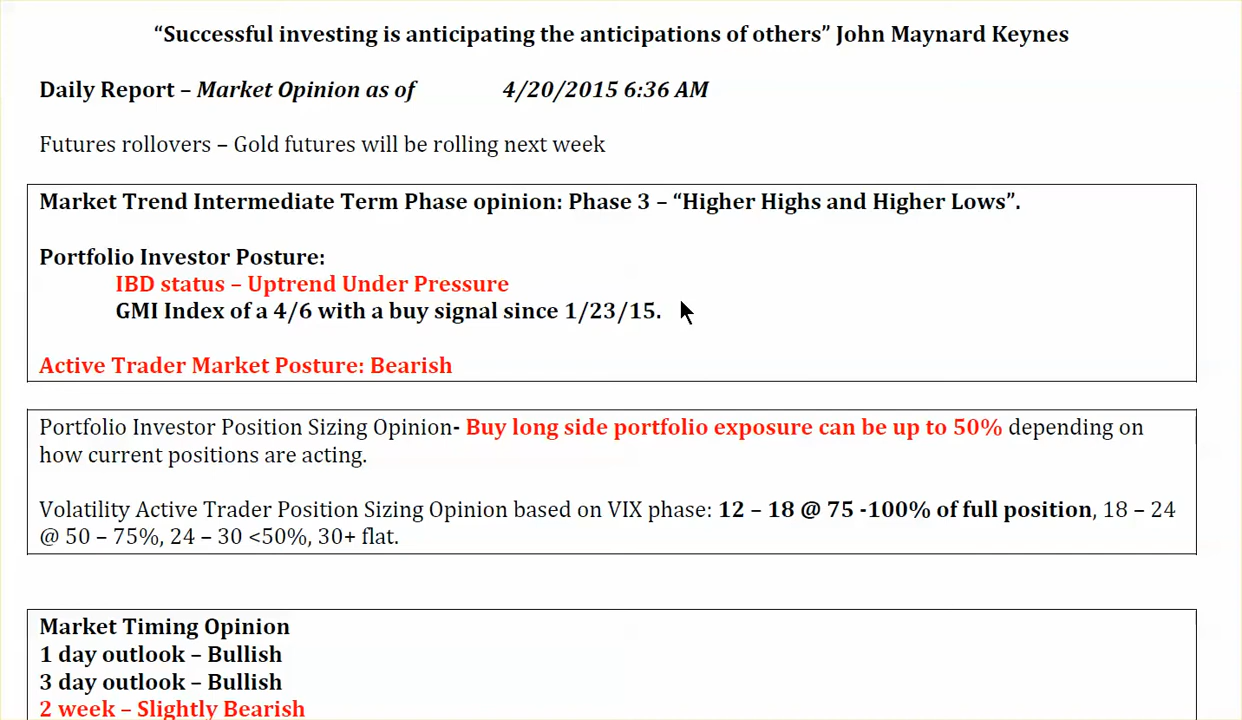 “Successful investing is anticipating the anticipations of others” John Maynard Keynes
Daily Report – Market Opinion as of 4/20/2015 6:36 AM
Futures rollovers – Gold futures will be rolling next week
Market Trend Intermediate Term Phase opinion: Phase 3 – “Higher Highs and Higher Lows”.
Portfolio Investor Posture:
IBD status – Uptrend Under Pressure
GMI Index of a 4/6 with a buy signal since 1/23/15.
Active Trader Market Posture: Bearish
Portfolio Investor Position Sizing Opinion- Buy long side portfolio exposure can be up to 50% depending on
how current positions are acting.
Volatility Active Trader Position Sizing Opinion based on VIX phase: 12 – 18 @ 75 -100% of full position, 18 – 24
@ 50 – 75%, 24 – 30 <50%, 30+ flat.
Market Timing Opinion
1 day outlook – Bullish
3 day outlook – Bullish
2 week – Slightly Bearish